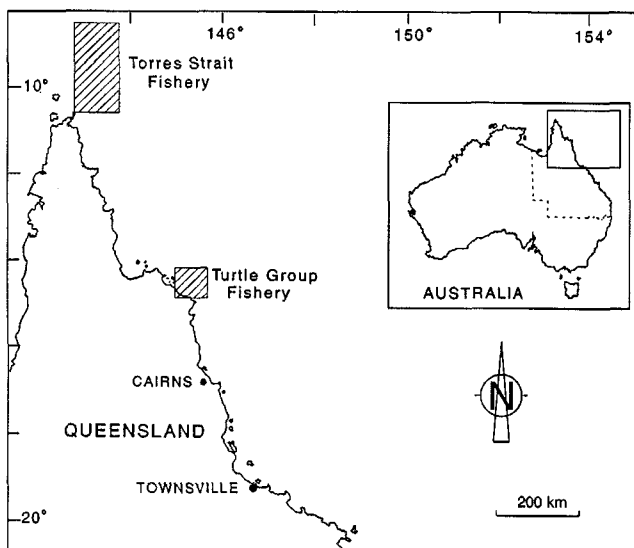 146°
150°
154°
10°
Torres Strait
Fishery
Turtle Group
Fishery
AUSTRALIA
CAIRNS
N
QUEENSLAND
TOWNSVILLE
200 km
20°